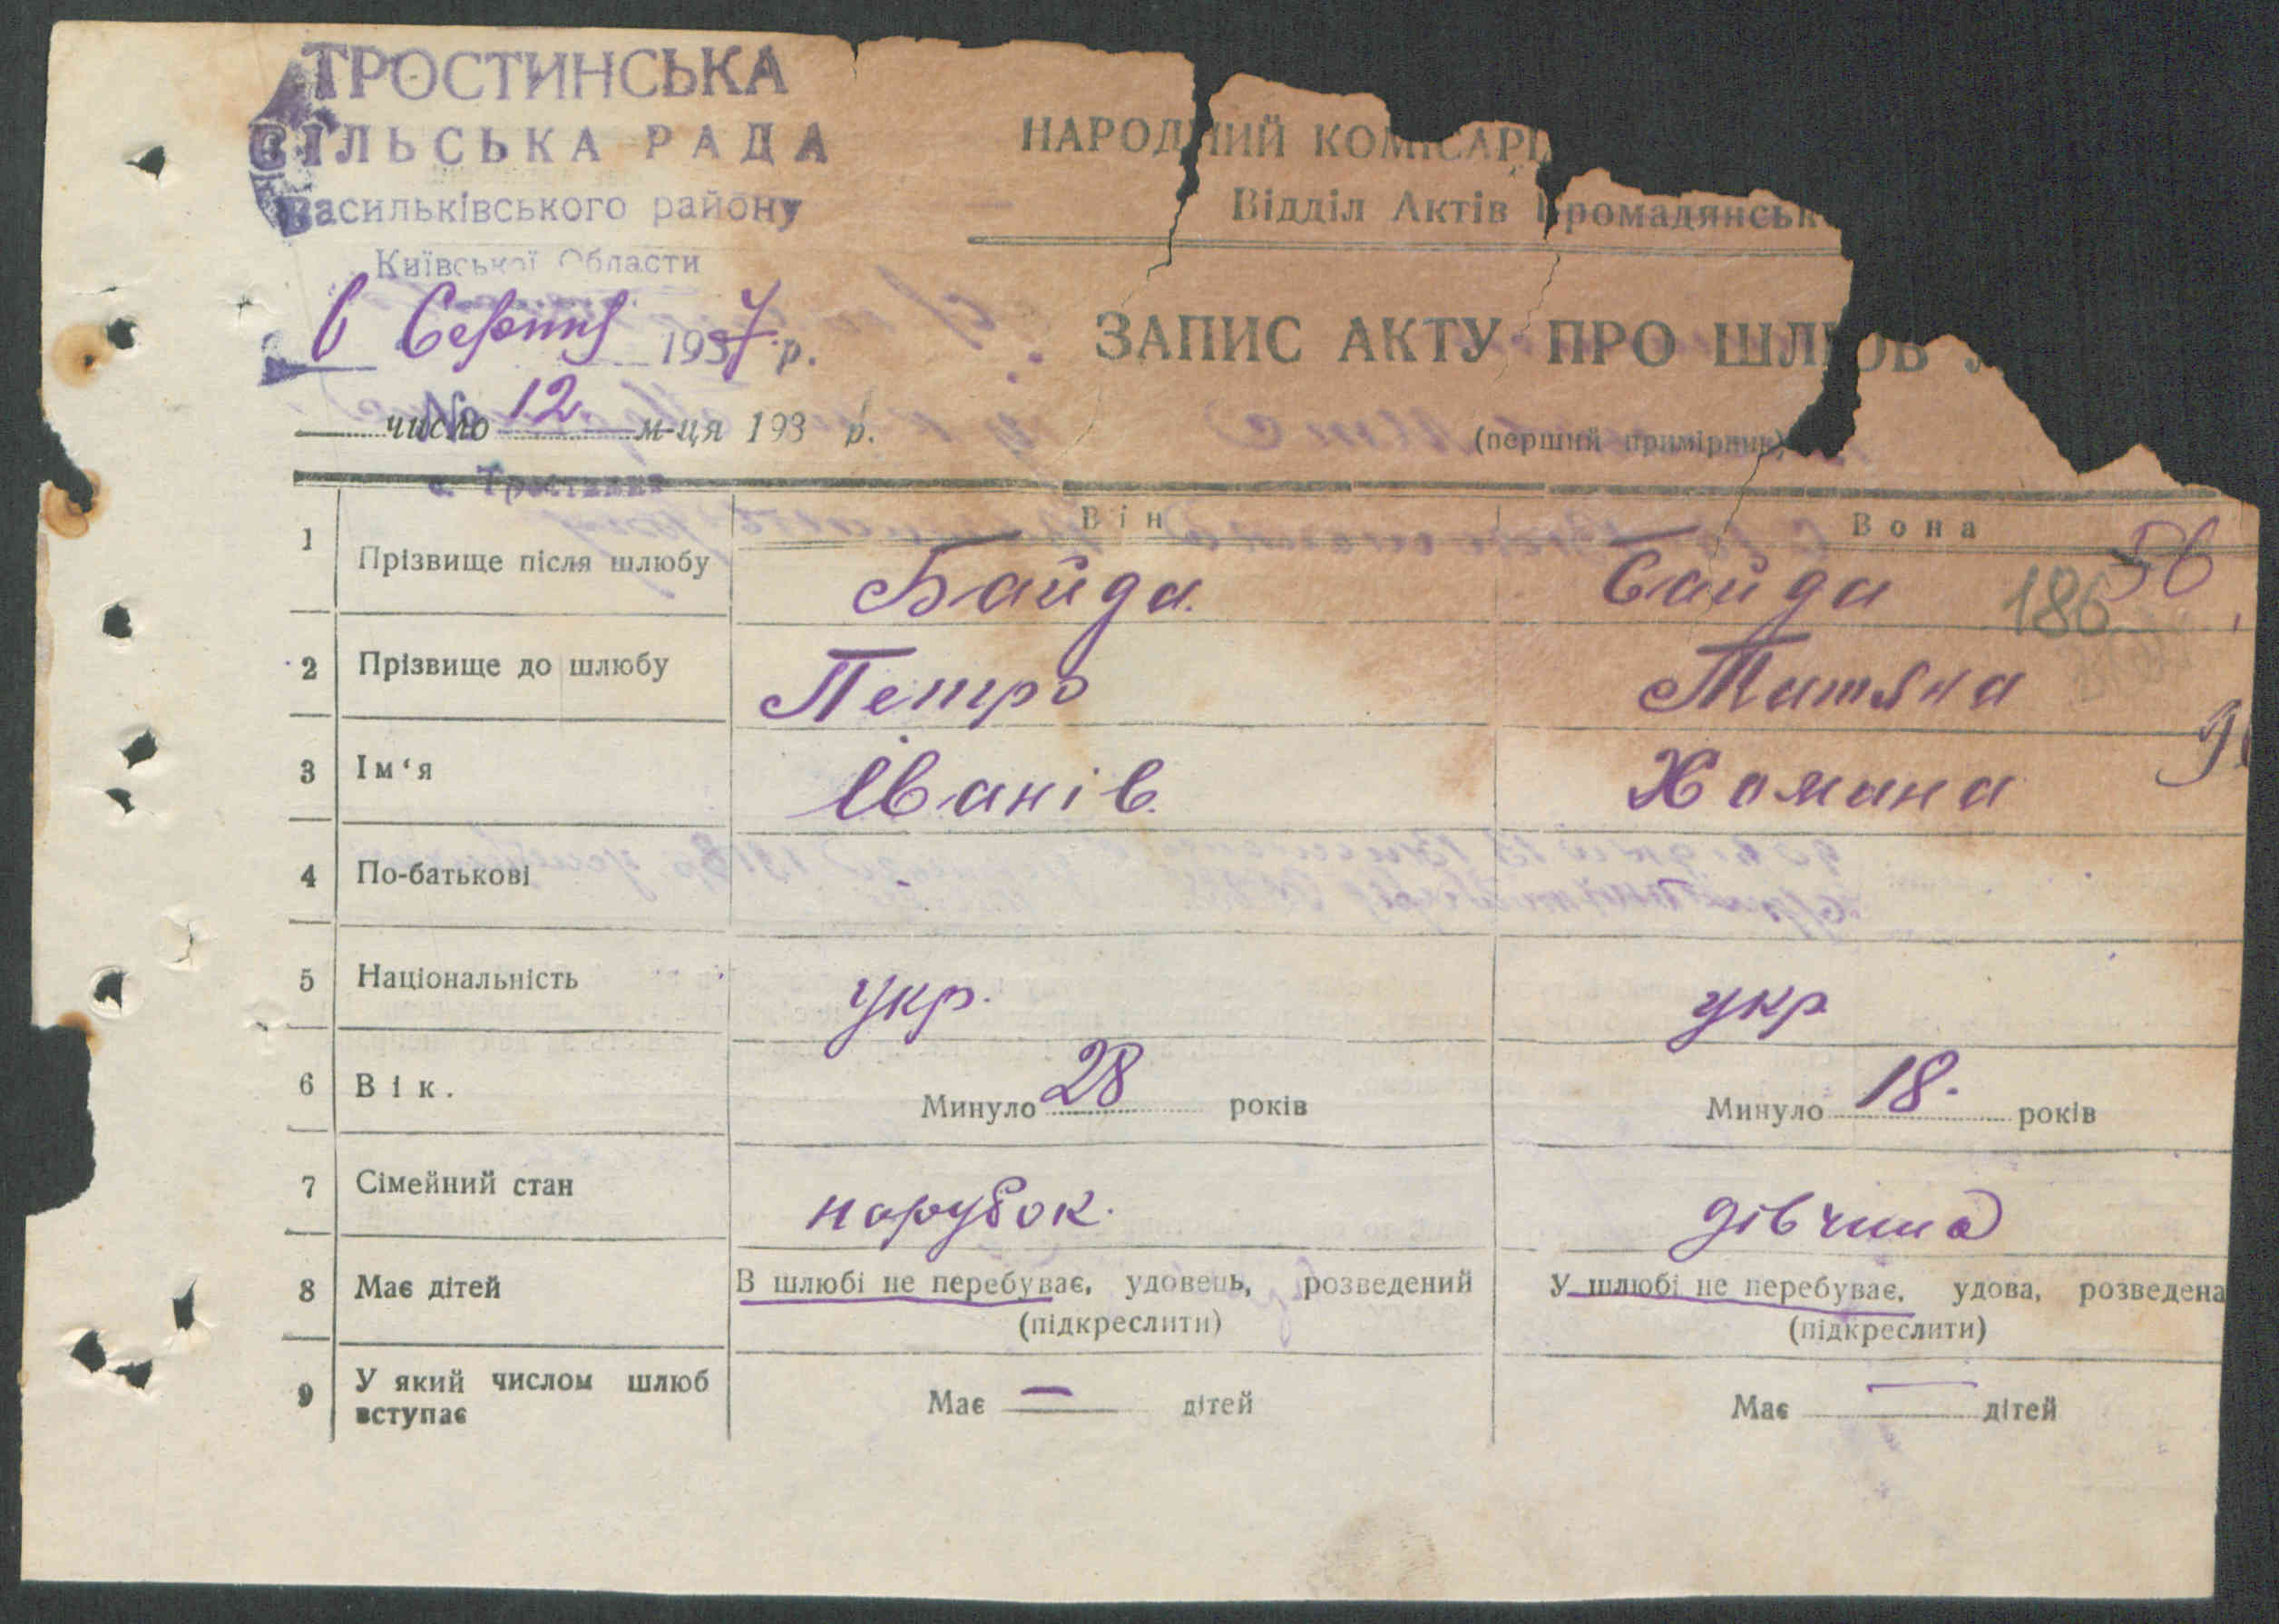 ТРОСТИНСЬКА
СІЛЬСЬКА РАДА
Васильківського району
Київської Области
6 Серпня 1937 р.
№ 12
число м-ця 193 р.
с. Тростинка
НАРОДНИЙ КОМІСАРІ
Відділ Актів Громадянськ
ЗАПИС АКТУ ПРО ШЛЮБ
(перший примірник)
Він Вона
56
186
1 Прізвище після шлюбу Байда Байда
2 Прізвище до шлюбу Петро Титяна
3 Ім‘я Іванів. Хомина
4 По-батькові
5 Національність укр. укр
6 Вік. Минуло 28 років Минуло 18. років
7 Сімейний стан парубок. дівчина
8 Має дітей В шлюбі не перебуває, удовець, розведений У шлюбі не перебуває, удова, розведена
(підкреслити) (підкреслити)
9 У який числом шлюб вступає Має — дітей Має — дітей